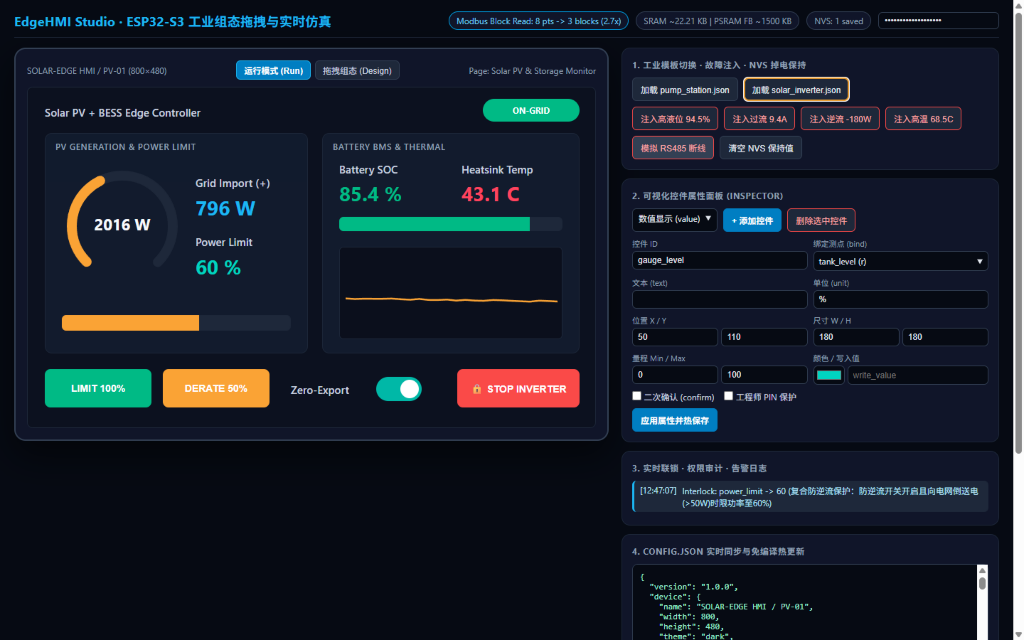 EdgeHMI Studio · ESP32-S3 工业组态拖拽与实时仿真
Modbus Block Read: 8 pts -> 3 blocks (2.7x)
SRAM ~22.21 KB | PSRAM FB ~1500 KB
NVS: 1 saved
••••••••••••••••••
SOLAR-EDGE HMI / PV-01 (800×480)
运行模式 (Run)
拖拽组态 (Design)
Page: Solar PV & Storage Monitor
Solar PV + BESS Edge Controller
ON-GRID
PV GENERATION & POWER LIMIT
2016 W
Grid Import (+)
796 W
Power Limit
60 %
BATTERY BMS & THERMAL
Battery SOC
Heatsink Temp
85.4 %
43.1 C
LIMIT 100%
DERATE 50%
Zero-Export
🔒 STOP INVERTER
1. 工业模板切换 · 故障注入 · NVS 掉电保持
加载 pump_station.json
加载 solar_inverter.json
注入高液位 94.5%
注入过流 9.4A
注入逆流 -180W
注入高温 68.5C
模拟 RS485 断线
清空 NVS 保持值
2. 可视化控件属性面板 (INSPECTOR)
数值显示 (value)
+ 添加控件
删除选中控件
控件 ID
绑定测点 (bind)
gauge_level
tank_level (r)
文本 (text)
单位 (unit)
%
位置 X / Y
尺寸 W / H
50
110
180
180
量程 Min / Max
颜色 / 写入值
0
100
write_value
二次确认 (confirm)
工程师 PIN 保护
应用属性并热保存
3. 实时联锁 · 权限审计 · 告警日志
[12:47:07] Interlock: power_limit -> 60 (复合防逆流保护：防逆流开关开启且向电网倒送电
(>50W)时限功率至60%)
4. CONFIG.JSON 实时同步与免编译热更新
{
"version": "1.0.0",
"device": {
"name": "SOLAR-EDGE HMI / PV-01",
"width": 800,
"height": 480,
"theme": "dark",